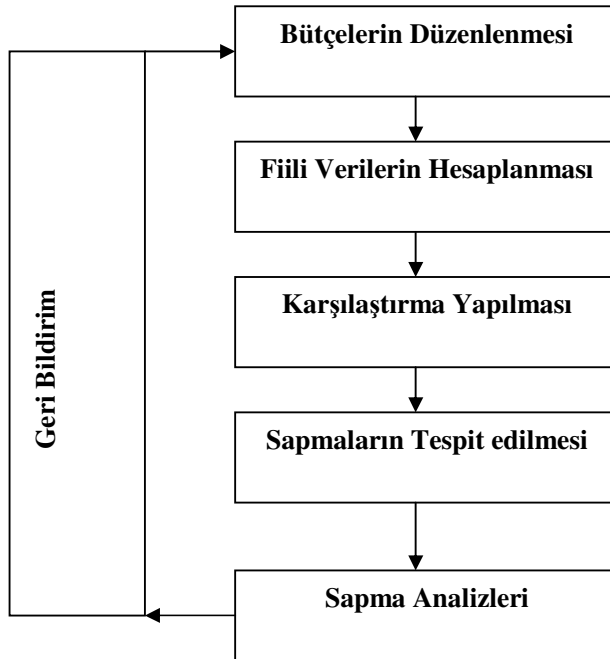 Bütçelerin Düzenlenmesi
Fiili Verilerin Hesaplanması
Karşılaştırma Yapılması
Sapmaların Tespit edilmesi
Sapma Analizleri
Geri Bildirim